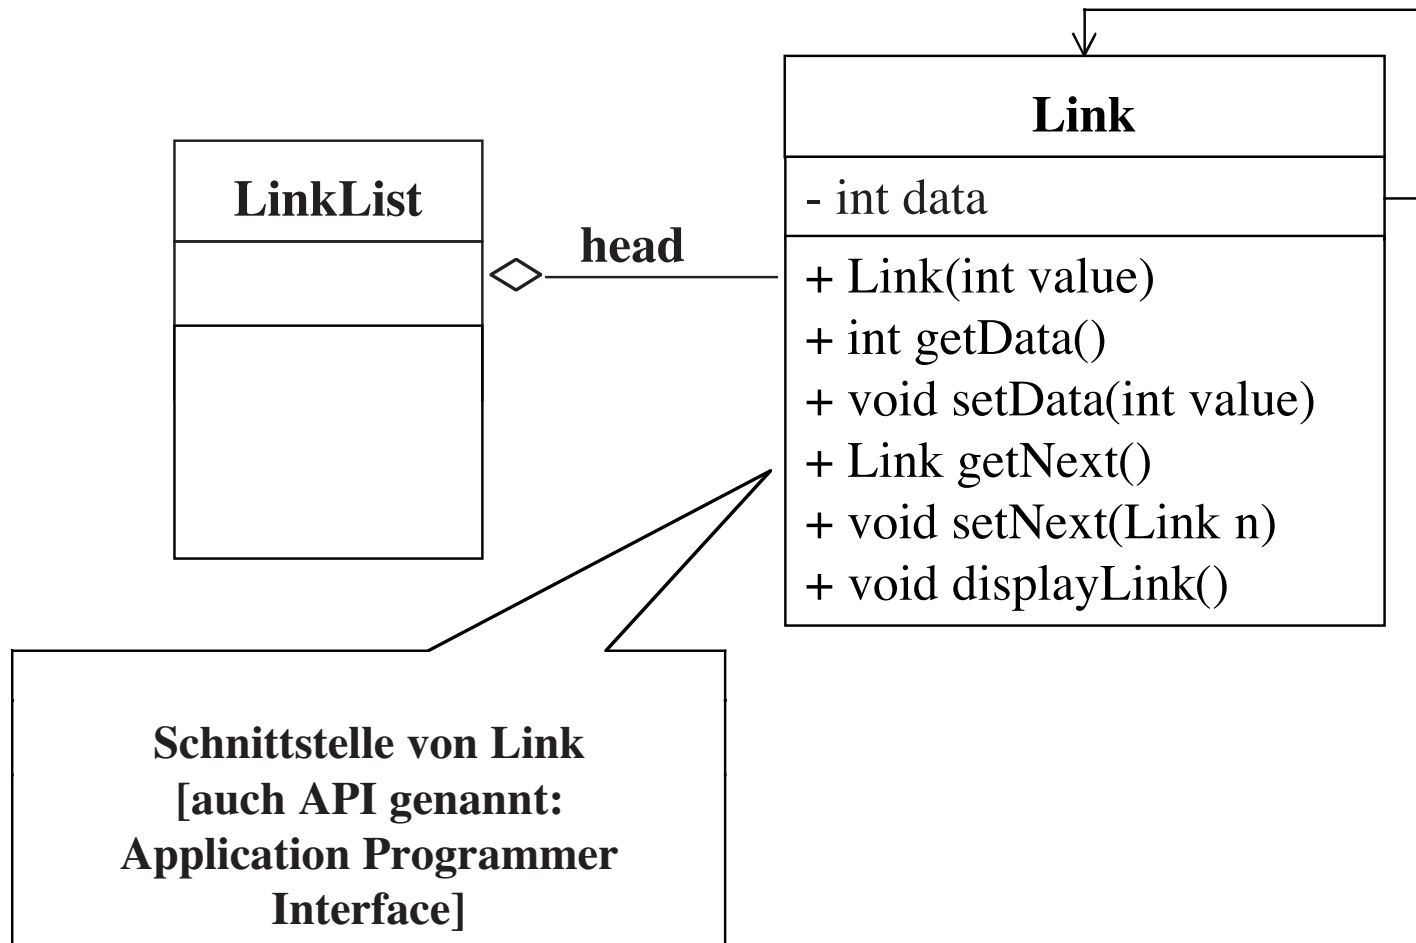 Link
LinkList
- int data
head
+ Link(int value)
+ int getData()
+ void setData(int value)
+ Link getNext()
+ void setNext(Link n)
+ void displayLink()
Schnittstelle von Link
[auch API genannt:
Application Programmer
Interface]